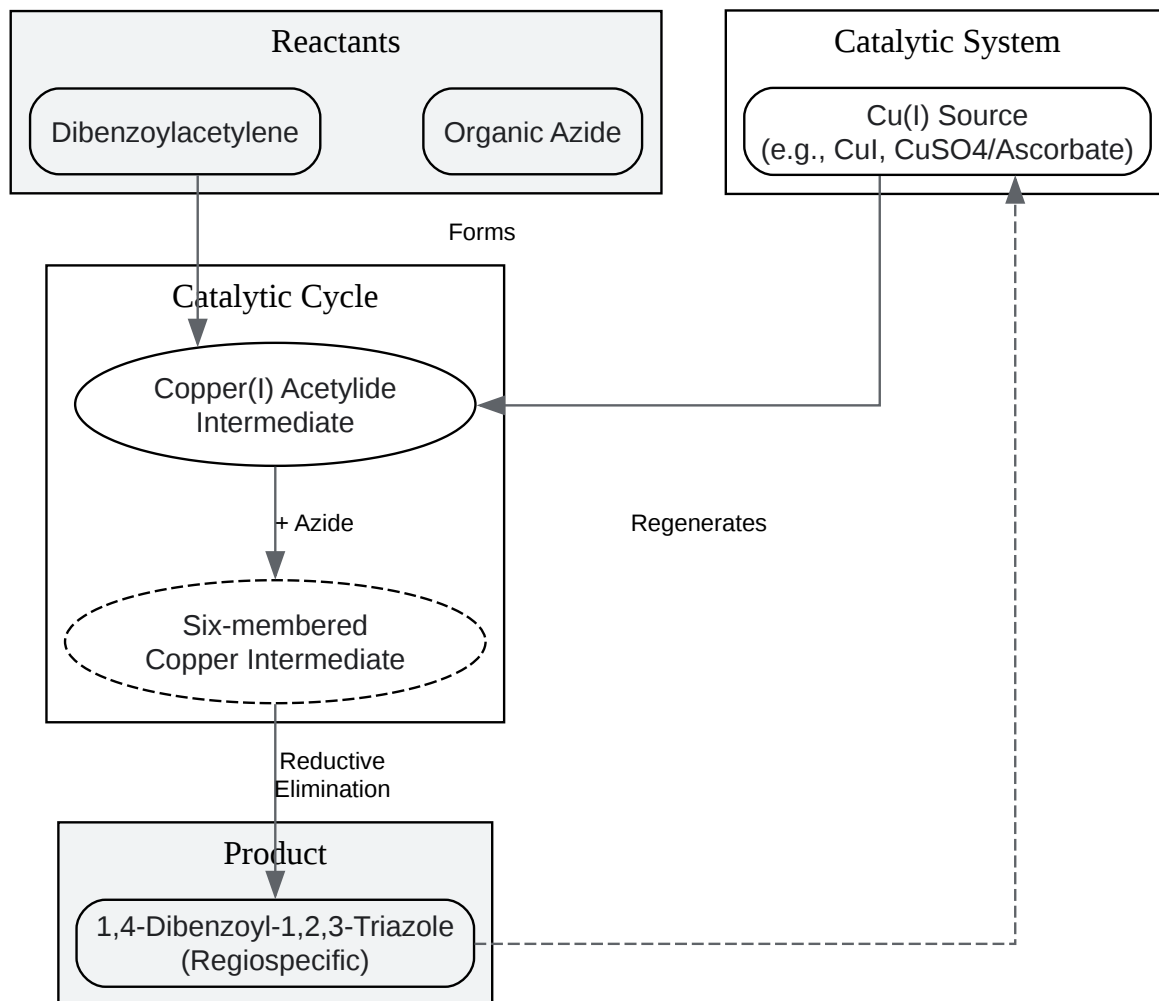 Reactants
Catalytic System
Dibenzoylacetylene
Organic Azide
Cu(I) Source
(e.g., CuI, CuSO4/Ascorbate)
Forms
Catalytic Cycle
Copper(I) Acetylide
Intermediate
+ Azide
Regenerates
Six-membered
Copper Intermediate
Reductive
Elimination
Product
1,4-Dibenzoyl-1,2,3-Triazole
(Regiospecific)